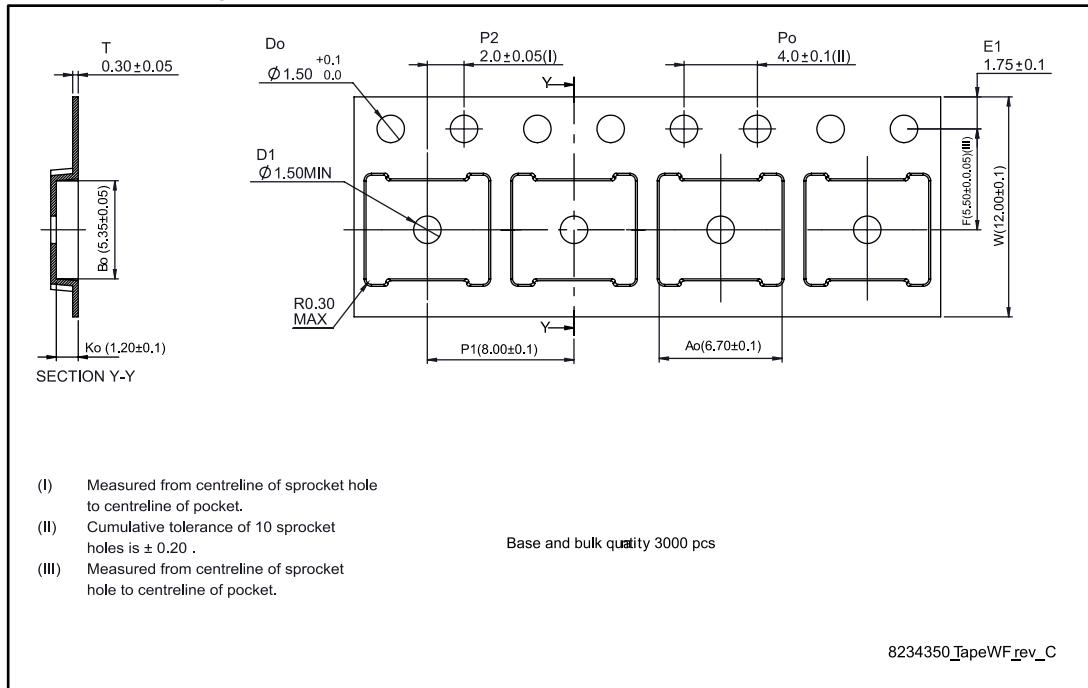 T
0.30±0.05
Do
Ø1.50 +0.1 0.0
P2
2.0±0.05(I)
Po
4.0±0.1(II)
E1
1.75±0.1
Y
D1
Ø1.50MIN
Bo (5.35±0.05)
F(5.50±0.0.05)(III)
W(12.00±0.1)
R0.30
MAX
Y
Ko (1.20±0.1)
P1(8.00±0.1)
Ao(6.70±0.1)
SECTION Y-Y
(I) Measured from centreline of sprocket hole
to centreline of pocket.
(II) Cumulative tolerance of 10 sprocket
holes is ± 0.20 .
(III) Measured from centreline of sprocket
hole to centreline of pocket.
Base and bulk quatity 3000 pcs
8234350_TapeWF_rev_C